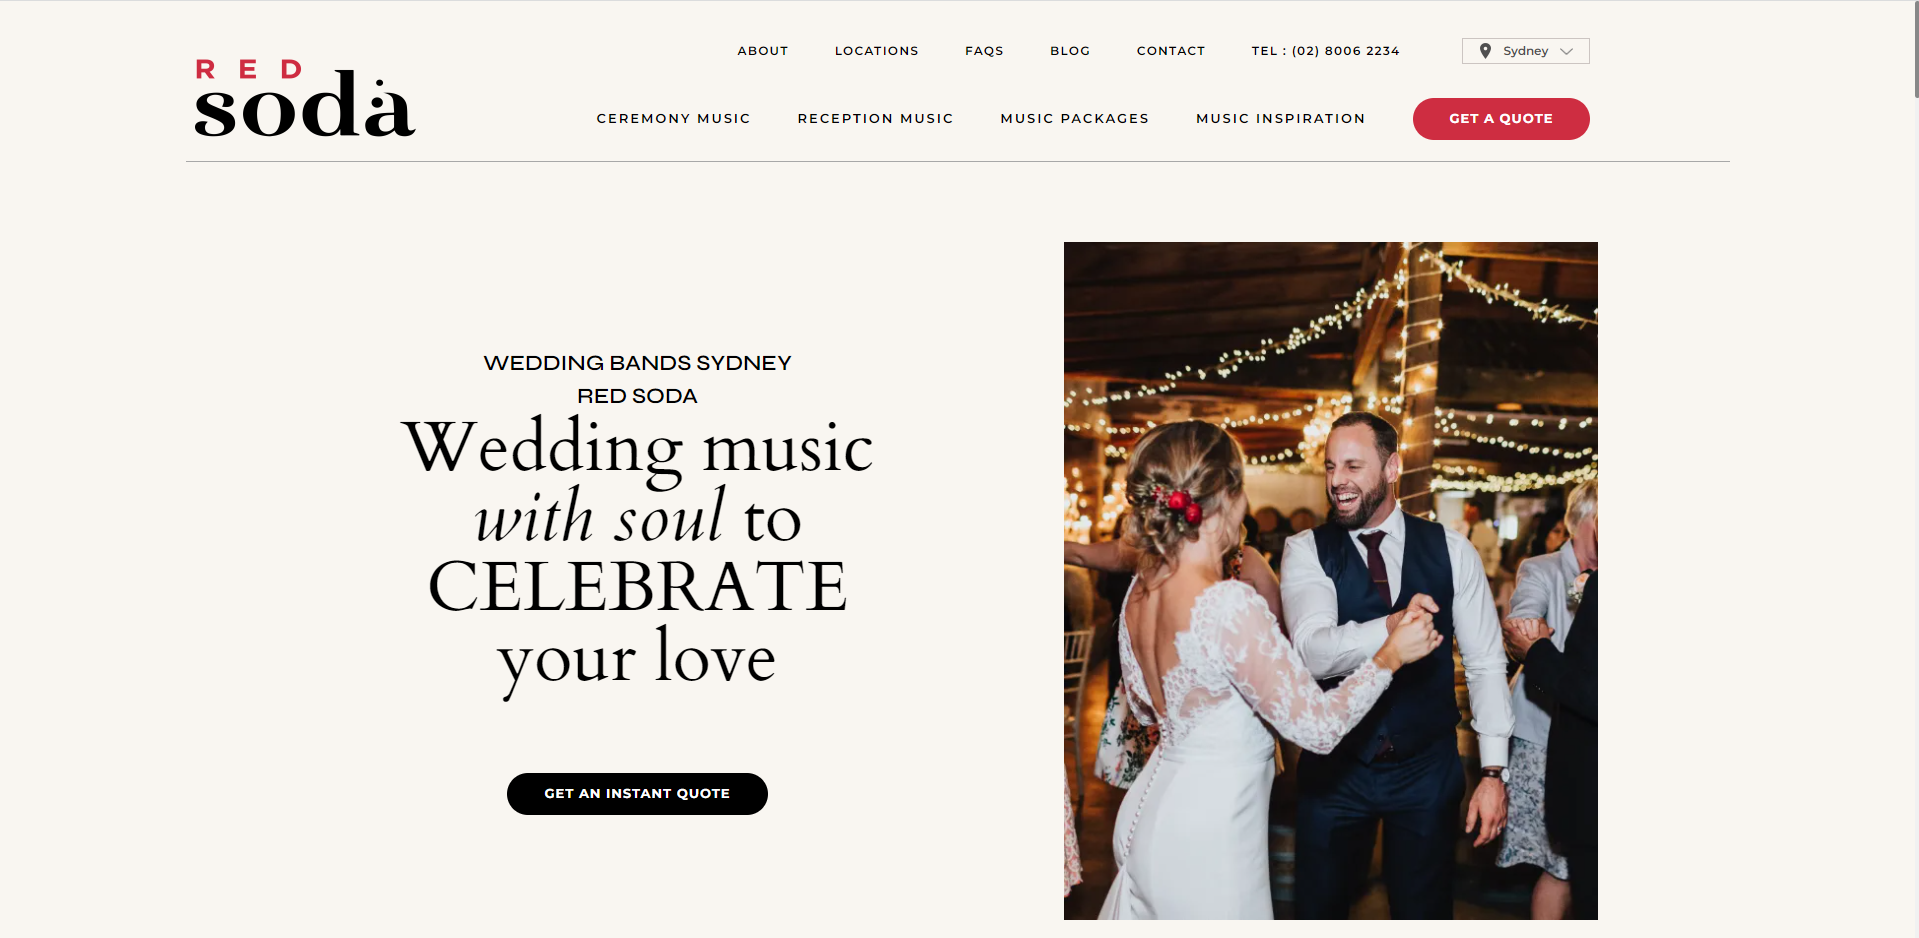 ABOUT LOCATIONS FAQS BLOG CONTACT TEL : (02) 8006 2234 Sydney
RED
soda
CEREMONY MUSIC RECEPTION MUSIC MUSIC PACKAGES MUSIC INSPIRATION GET A QUOTE
WEDDING BANDS SYDNEY
RED SODA
Wedding music
with soul to
CELEBRATE
your love
GET AN INSTANT QUOTE